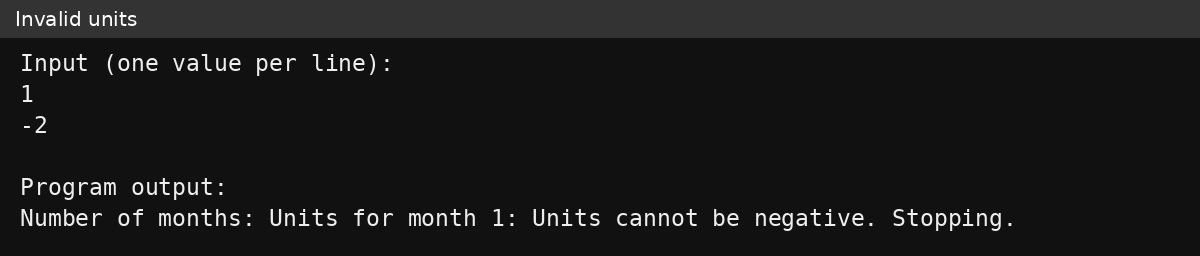 Invalid units
Input (one value per line):
1
-2
Program output:
Number of months: Units for month 1: Units cannot be negative. Stopping.